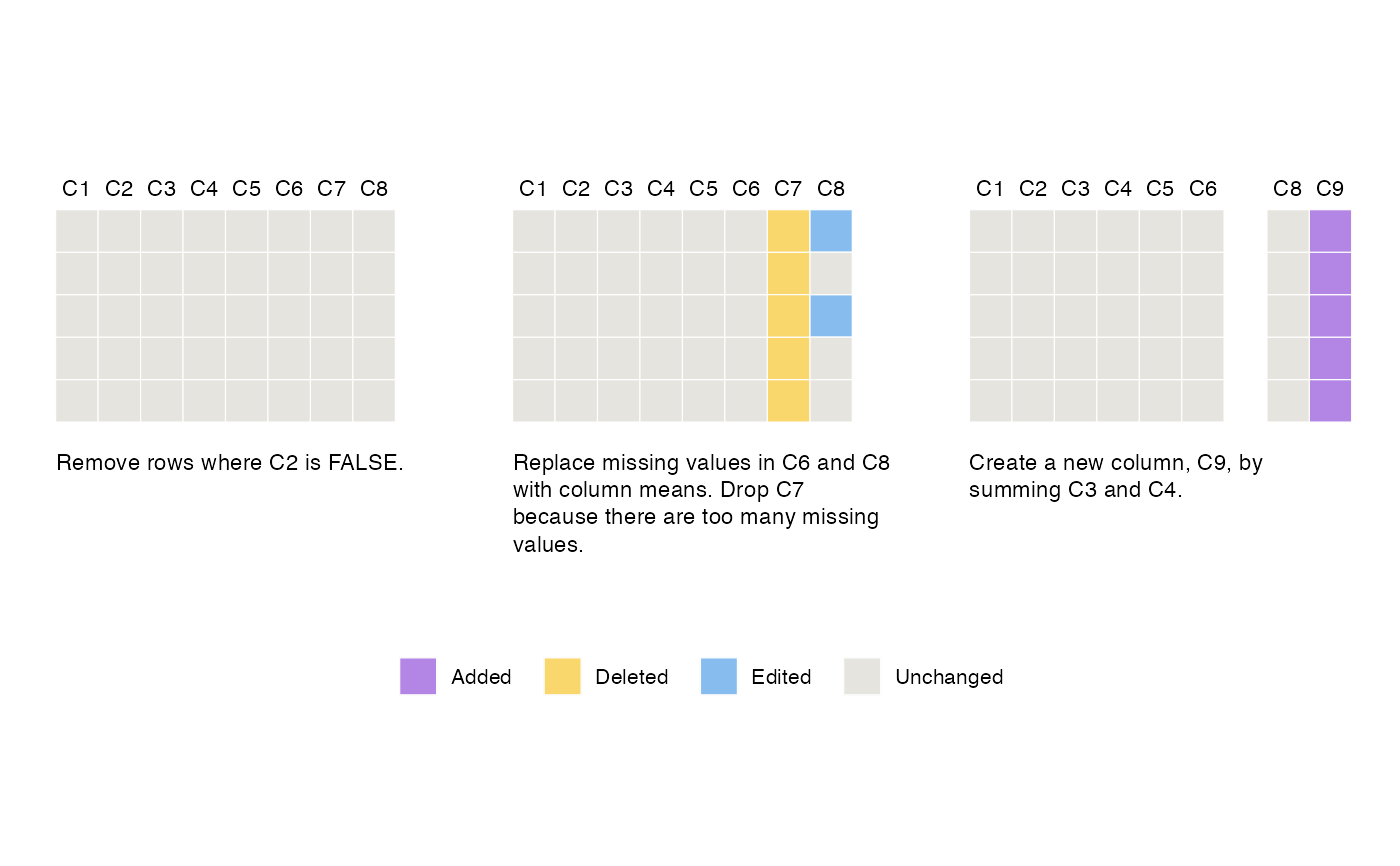 C1 C2 C3 C4 C5 C6 C7 C8
C1 C2 C3 C4 C5 C6 C7 C8
C1 C2 C3 C4 C5 C6 C8 C9
Remove rows where C2 is FALSE.
Replace missing values in C6 and C8
with column means. Drop C7
because there are too many missing
values.
Create a new column, C9, by
summing C3 and C4.
Added Deleted Edited Unchanged